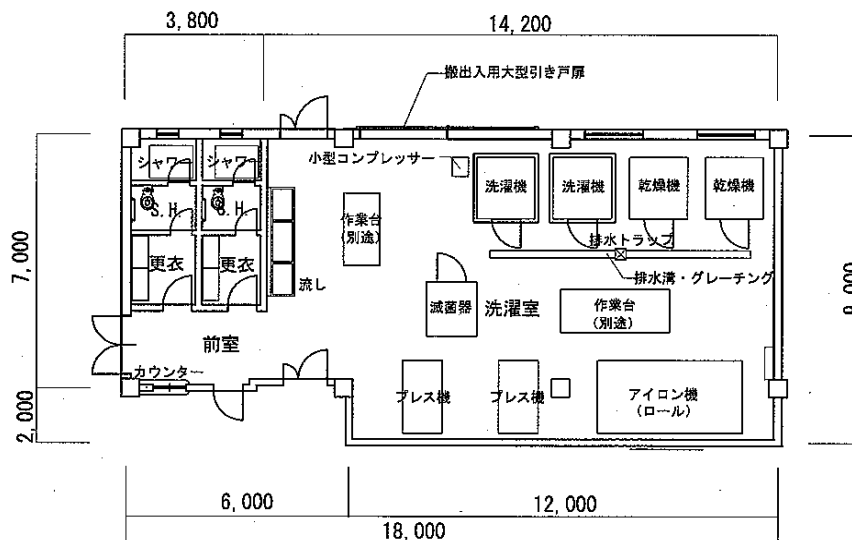 3,800
14,200
搬出入用大型引き戸扉
シャワー
シャワー
小型コンプレッサー
洗濯機
洗濯機
乾燥機
乾燥機
S.H.
S.H.
作業台
(別途)
排水トラップ
7,000
更衣
更衣
流し
排水溝・グレーチング
9,000
滅菌器
洗濯室
作業台
(別途)
前室
カウンター
プレス機
プレス機
アイロン機
(ロール)
2,000
6,000
12,000
18,000